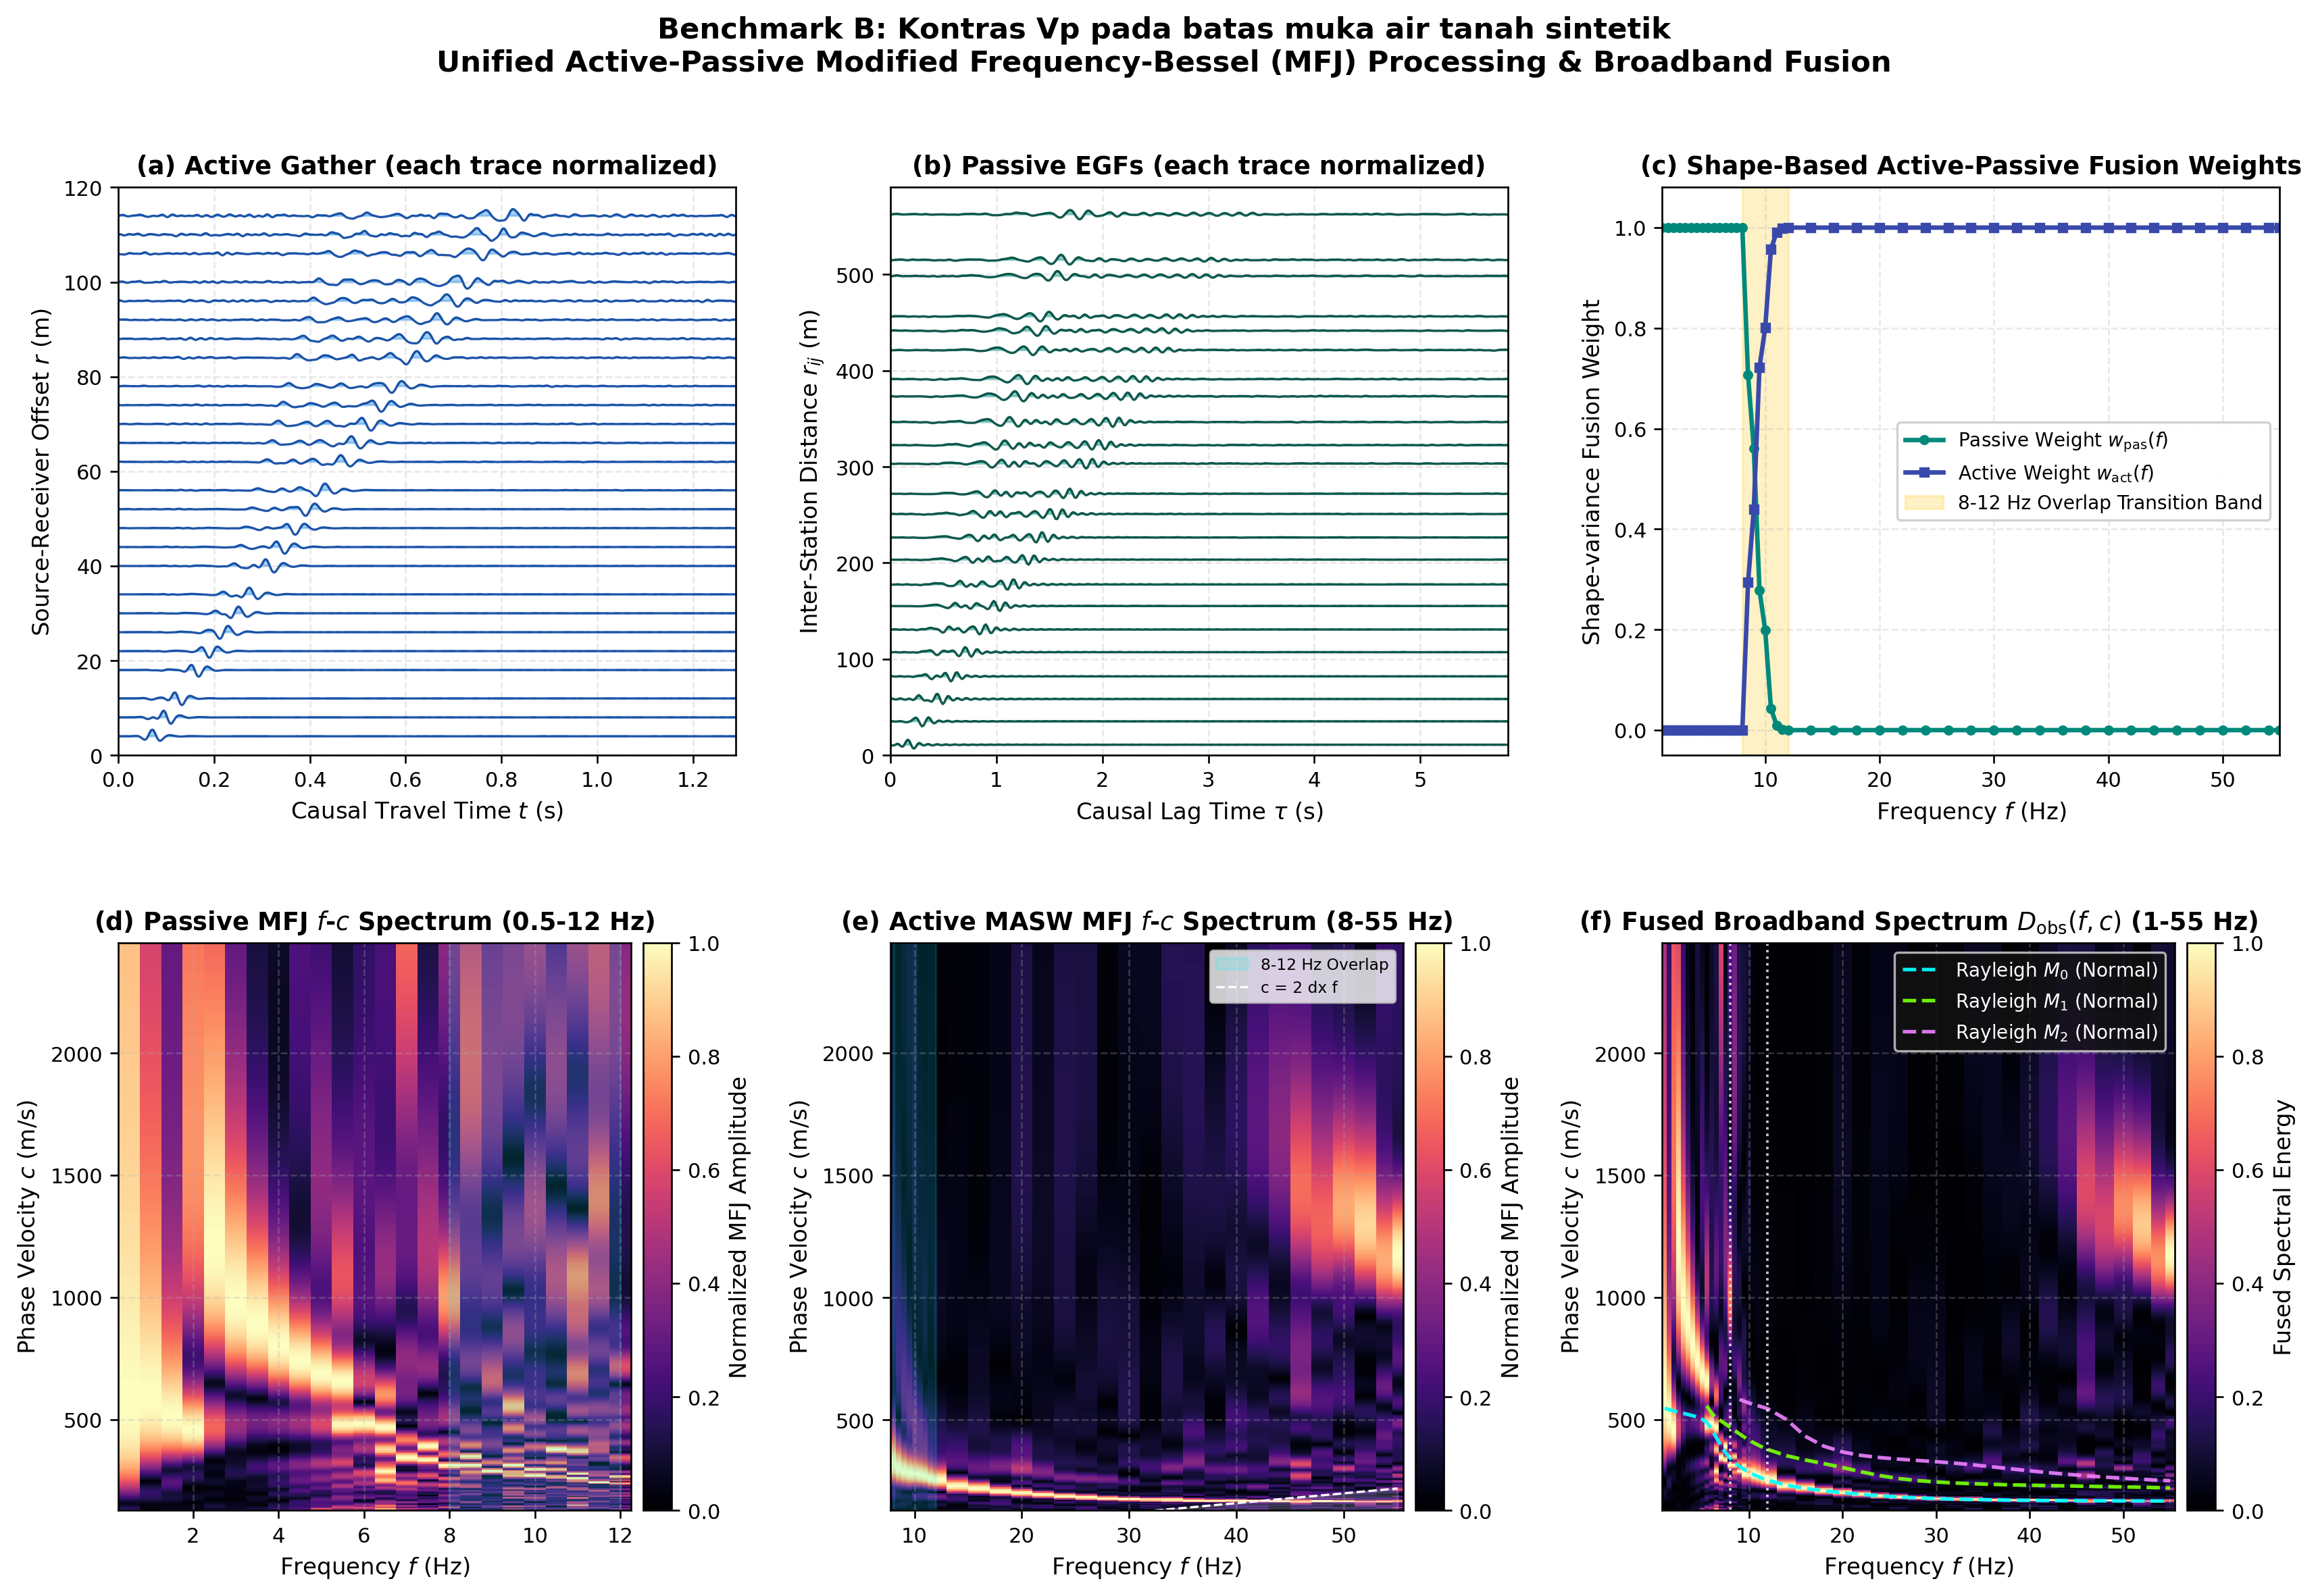 Benchmark B: Kontras Vp pada batas muka air tanah sintetik
Unified Active-Passive Modified Frequency-Bessel (MFJ) Processing & Broadband Fusion
(a) Active Gather (each trace normalized)
Source-Receiver Offset r (m)
120
100
80
60
40
20
0
0.0 0.2 0.4 0.6 0.8 1.0 1.2
Causal Travel Time t (s)
(b) Passive EGFs (each trace normalized)
Inter-Station Distance r_ij (m)
500
400
300
200
100
0
0 1 2 3 4 5
Causal Lag Time τ (s)
(c) Shape-Based Active-Passive Fusion Weights
Shape-variance Fusion Weight
1.0
0.8
0.6
0.4
0.2
0.0
Passive Weight w_pas(f)
Active Weight w_act(f)
8-12 Hz Overlap Transition Band
10 20 30 40 50
Frequency f (Hz)
(d) Passive MFJ f-c Spectrum (0.5-12 Hz)
Phase Velocity c (m/s)
2000
1500
1000
500
2 4 6 8 10 12
Frequency f (Hz)
1.0
0.8
0.6
0.4
0.2
0.0
Normalized MFJ Amplitude
(e) Active MASW MFJ f-c Spectrum (8-55 Hz)
Phase Velocity c (m/s)
2000
1500
1000
500
8-12 Hz Overlap
c = 2 dx f
10 20 30 40 50
Frequency f (Hz)
1.0
0.8
0.6
0.4
0.2
0.0
Normalized MFJ Amplitude
(f) Fused Broadband Spectrum D_obs(f, c) (1-55 Hz)
Phase Velocity c (m/s)
2000
1500
1000
500
Rayleigh M_0 (Normal)
Rayleigh M_1 (Normal)
Rayleigh M_2 (Normal)
10 20 30 40 50
Frequency f (Hz)
1.0
0.8
0.6
0.4
0.2
0.0
Fused Spectral Energy